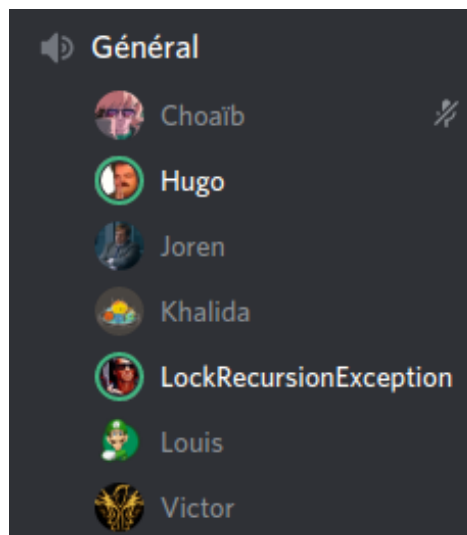 Général
Choaïb
Hugo
Joren
Khalida
LockRecursionException
Louis
Victor